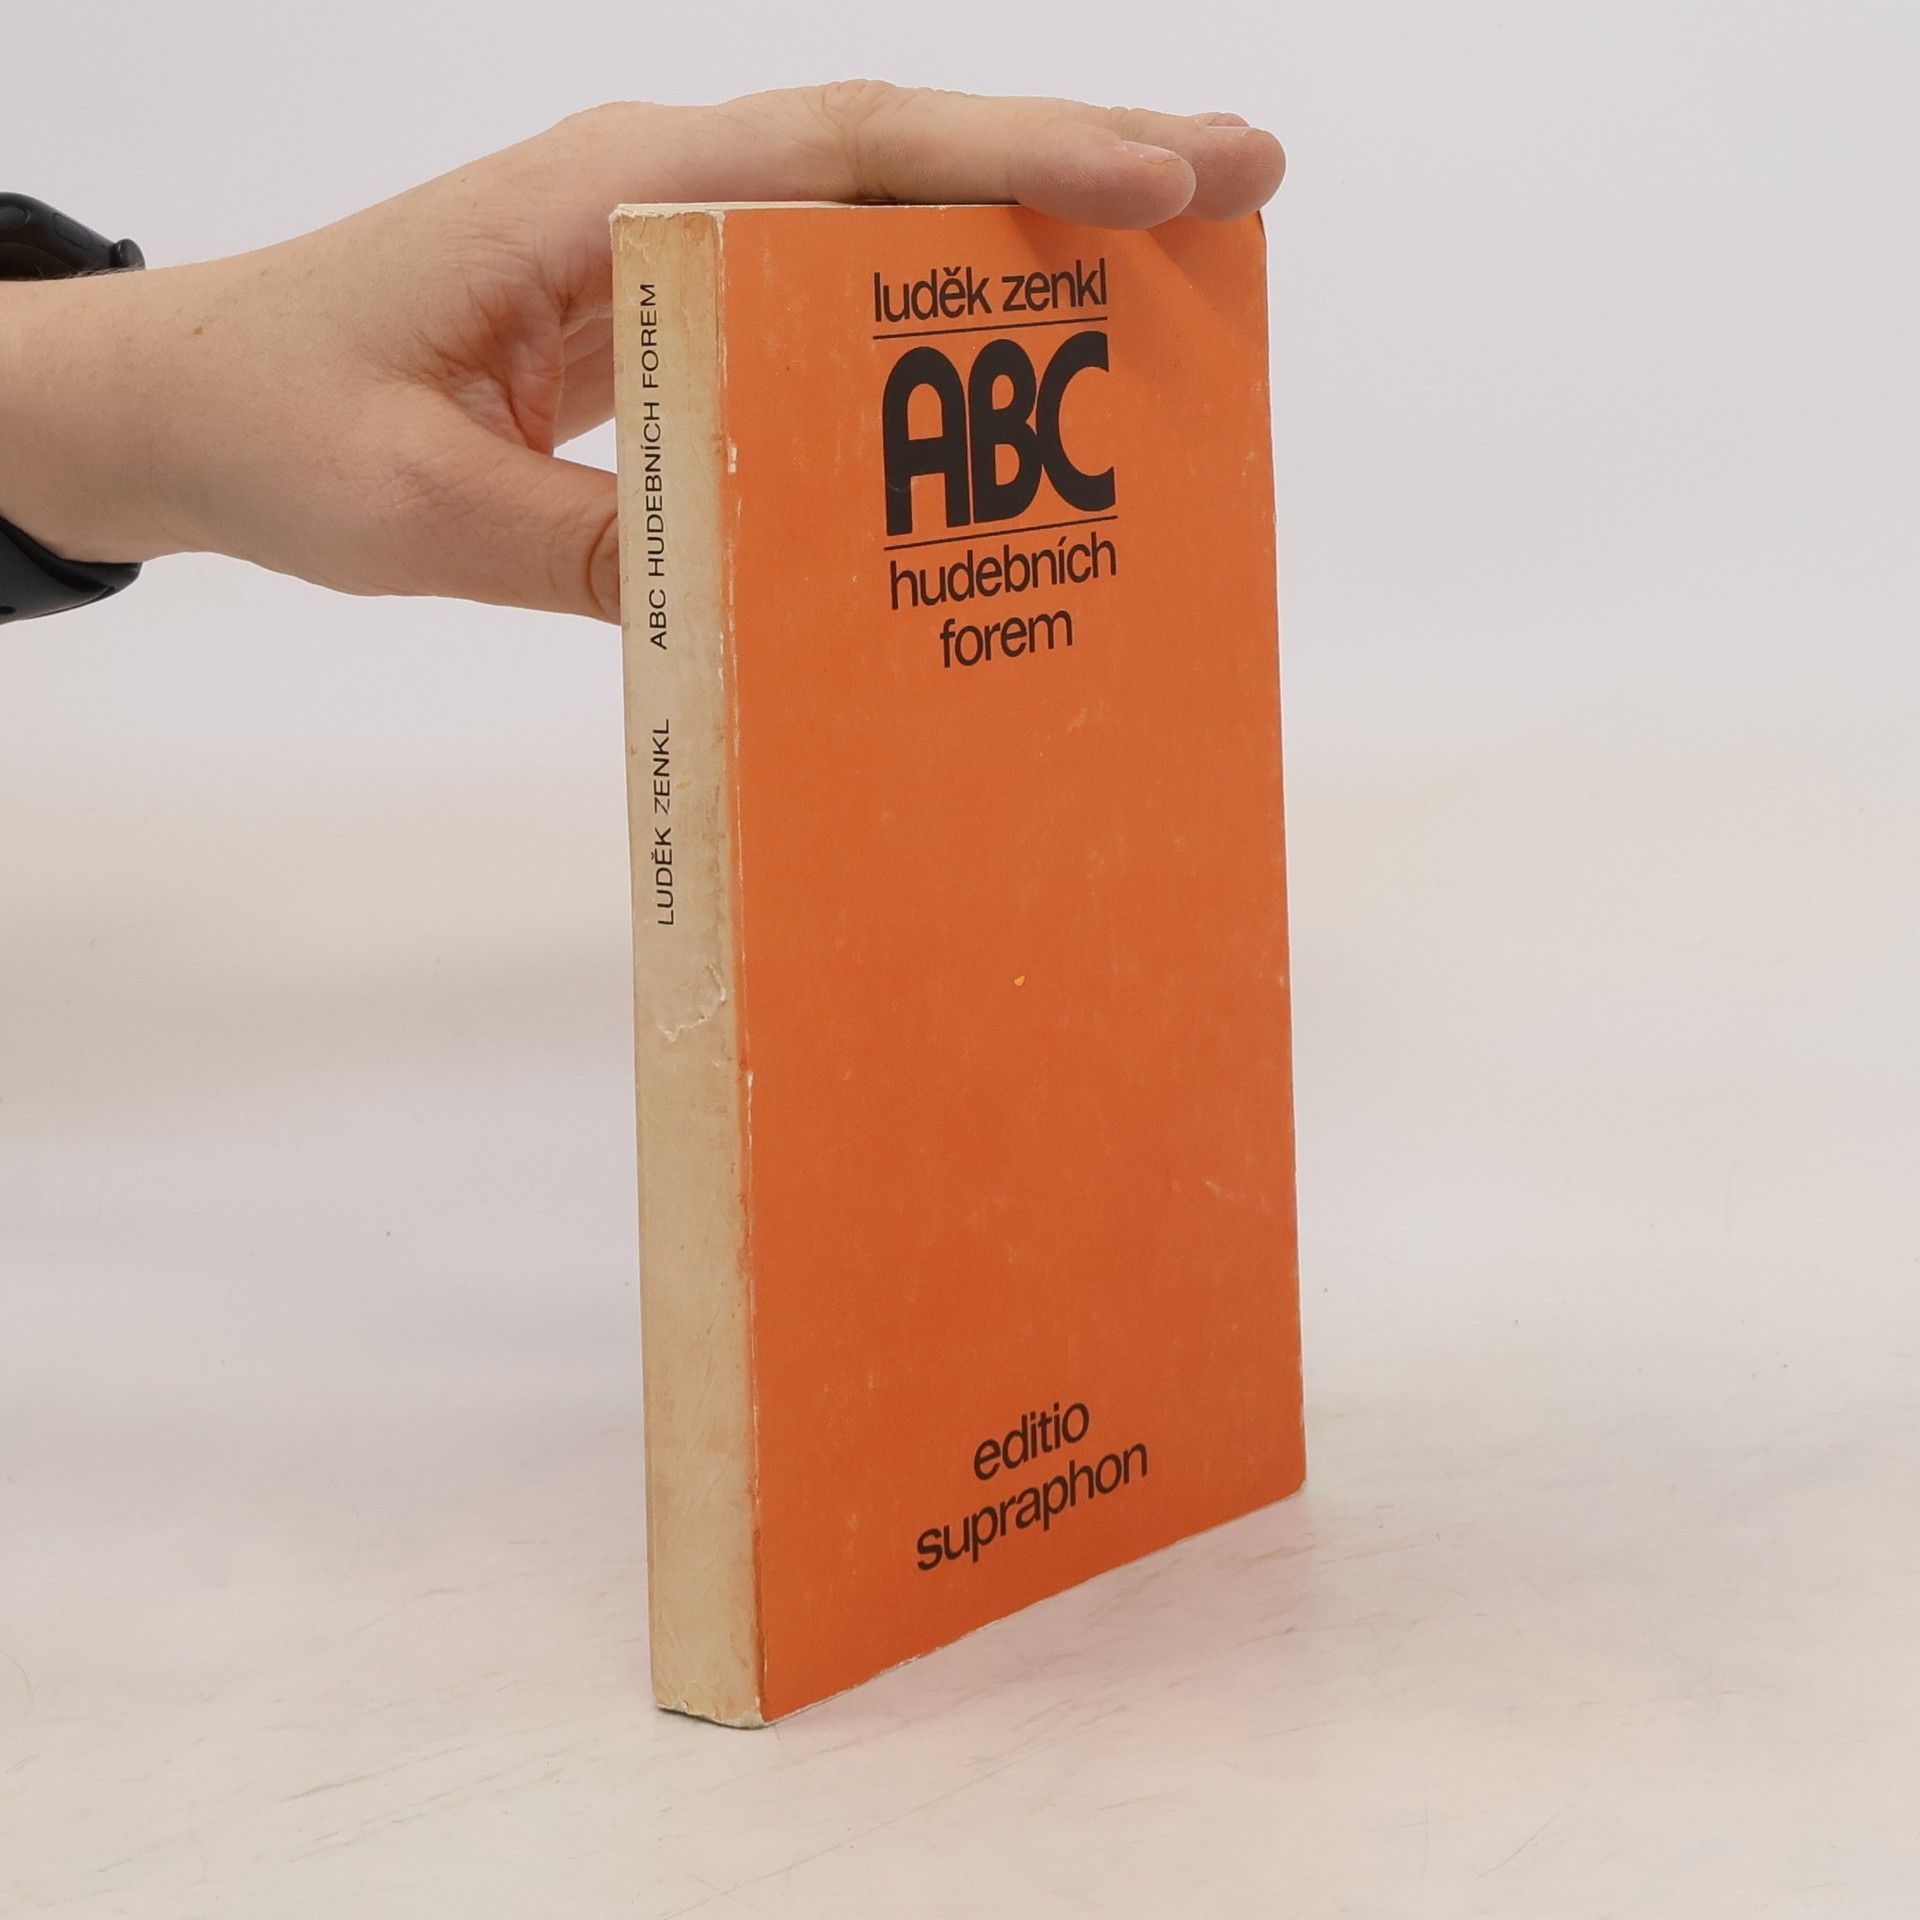 luděk zenkl
ABC
hudebních
forem
editio
supraphon
LUDĚK ZENKL ABC HUDEBNÍCH FOREM